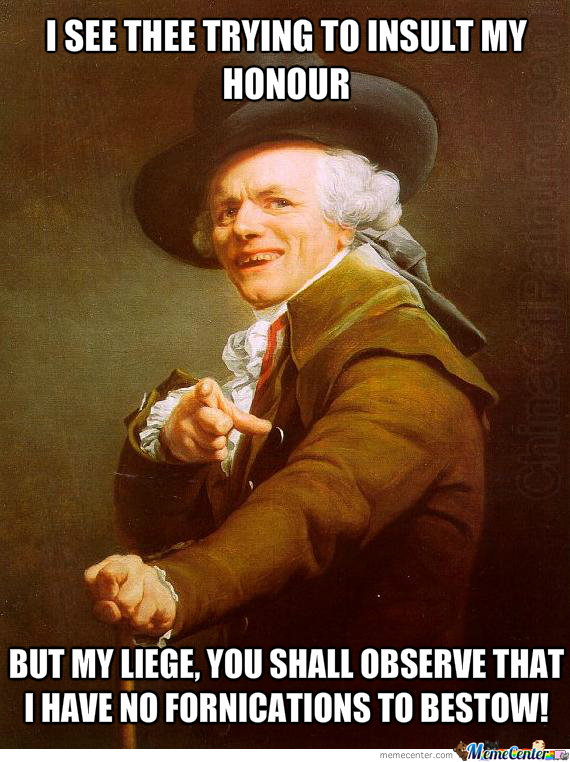 I SEE THEE TRYING TO INSULT MY
HONOUR
BUT MY LIEGE, YOU SHALL OBSERVE THAT
I HAVE NO FORNICATIONS TO BESTOW!
memecenter.com MemeCenter